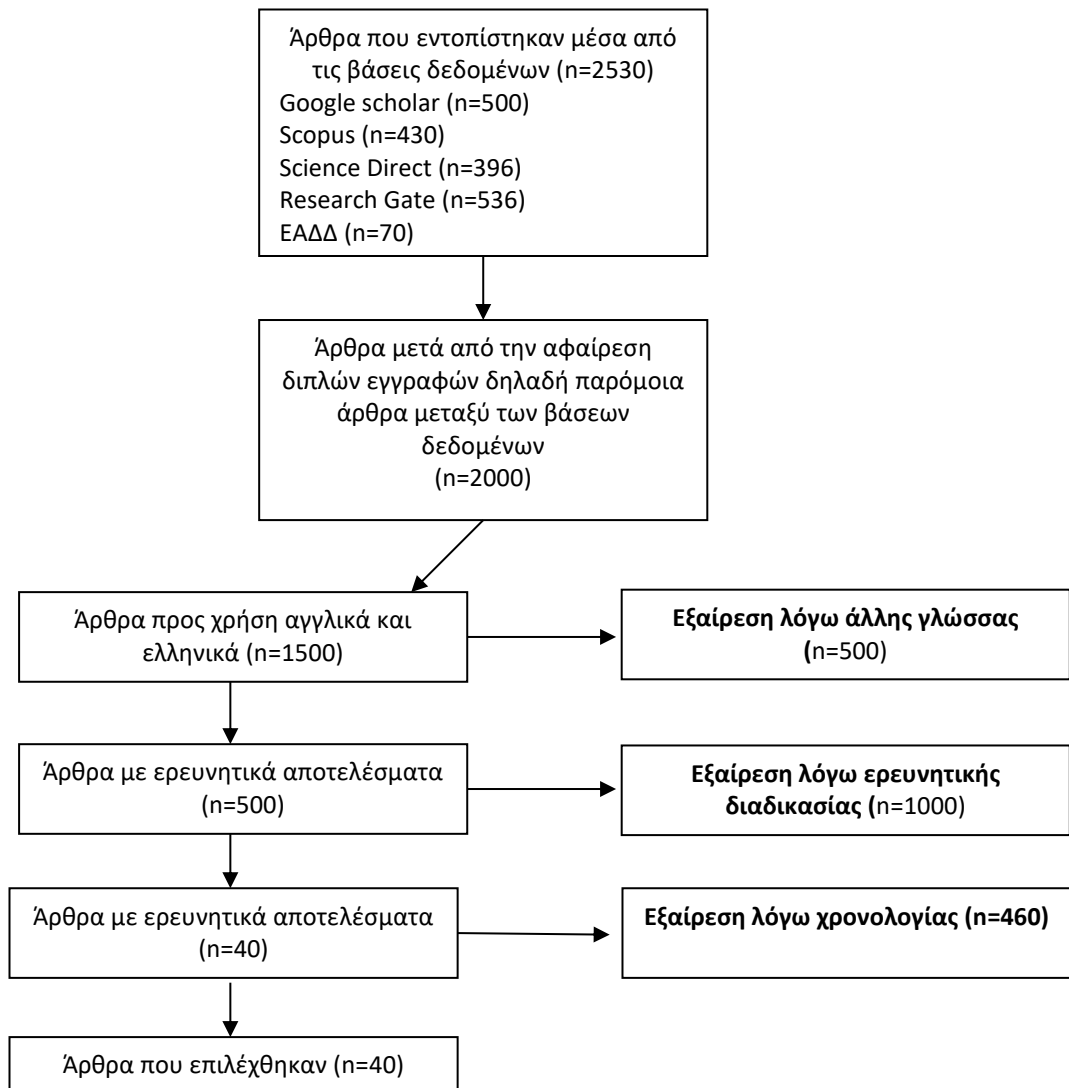 Άρθρα που εντοπίστηκαν μέσα από
τις βάσεις δεδομένων (n=2530)
Google scholar (n=500)
Scopus (n=430)
Science Direct (n=396)
Research Gate (n=536)
ΕΑΔΔ (n=70)
Άρθρα μετά από την αφαίρεση
διπλών εγγραφών δηλαδή παρόμοια
άρθρα μεταξύ των βάσεων
δεδομένων
(n=2000)
Άρθρα προς χρήση αγγλικά και
ελληνικά (n=1500)
Εξαίρεση λόγω άλλης γλώσσας
(n=500)
Άρθρα με ερευνητικά αποτελέσματα
(n=500)
Εξαίρεση λόγω ερευνητικής
διαδικασίας (n=1000)
Άρθρα με ερευνητικά αποτελέσματα
(n=40)
Εξαίρεση λόγω χρονολογίας (n=460)
Άρθρα που επιλέχθηκαν (n=40)